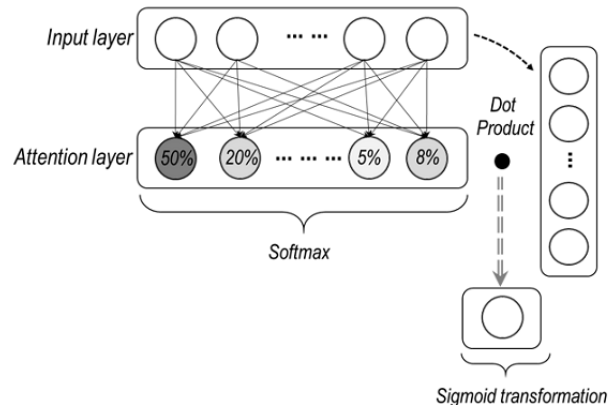 Input layer
... ...
Dot
Product
Attention layer
50%
20%
... ...
5%
8%
...
Softmax
Sigmoid transformation